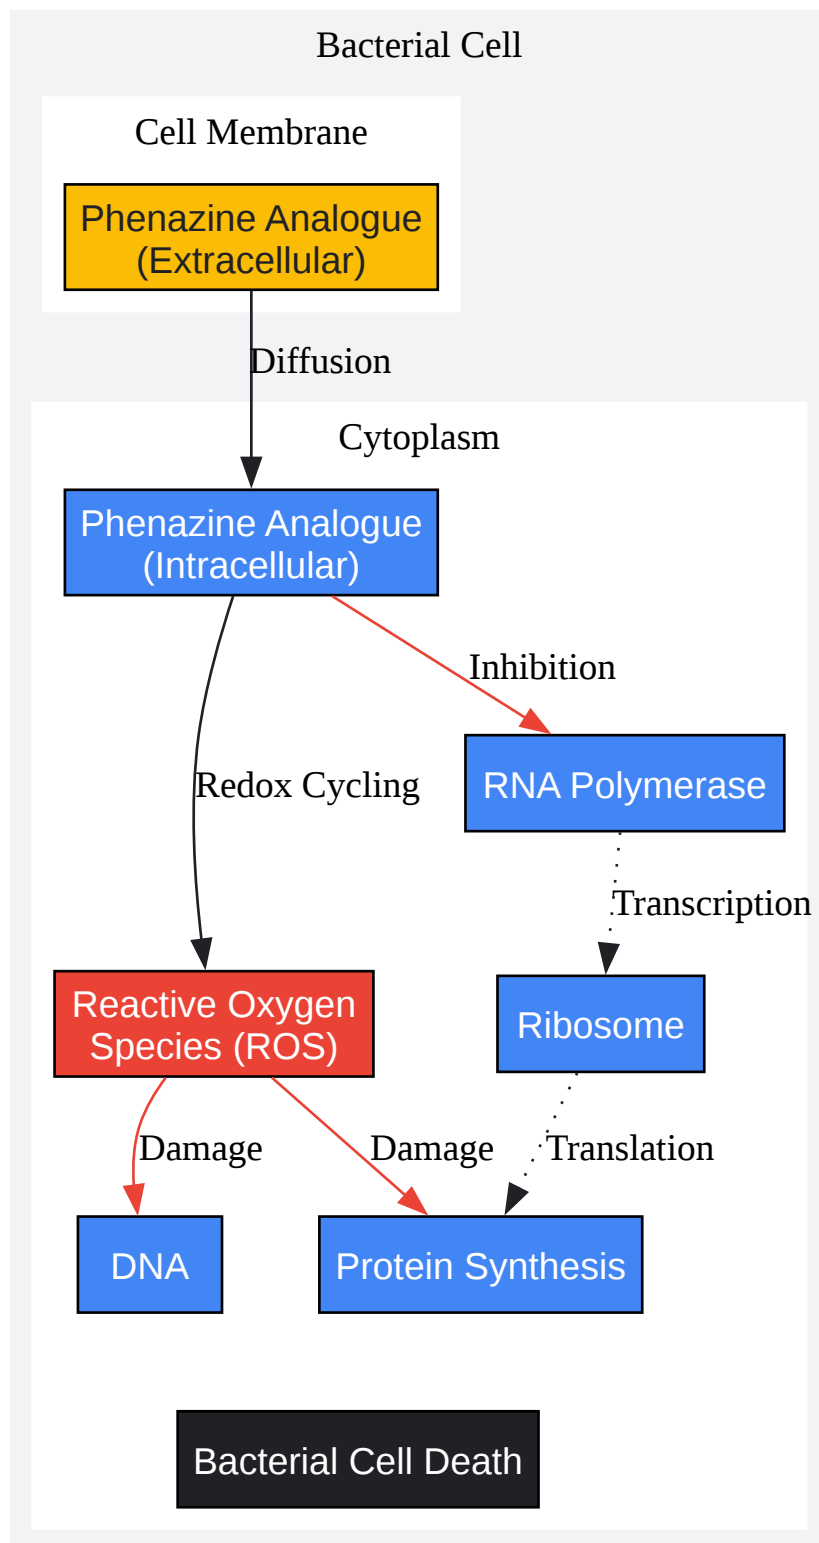 Bacterial Cell
Cell Membrane
Phenazine Analogue
(Extracellular)
Diffusion
Cytoplasm
Phenazine Analogue
(Intracellular)
Inhibition
Redox Cycling
RNA Polymerase
Transcription
Reactive Oxygen
Species (ROS)
Ribosome
Damage
Damage
Translation
DNA
Protein Synthesis
Bacterial Cell Death